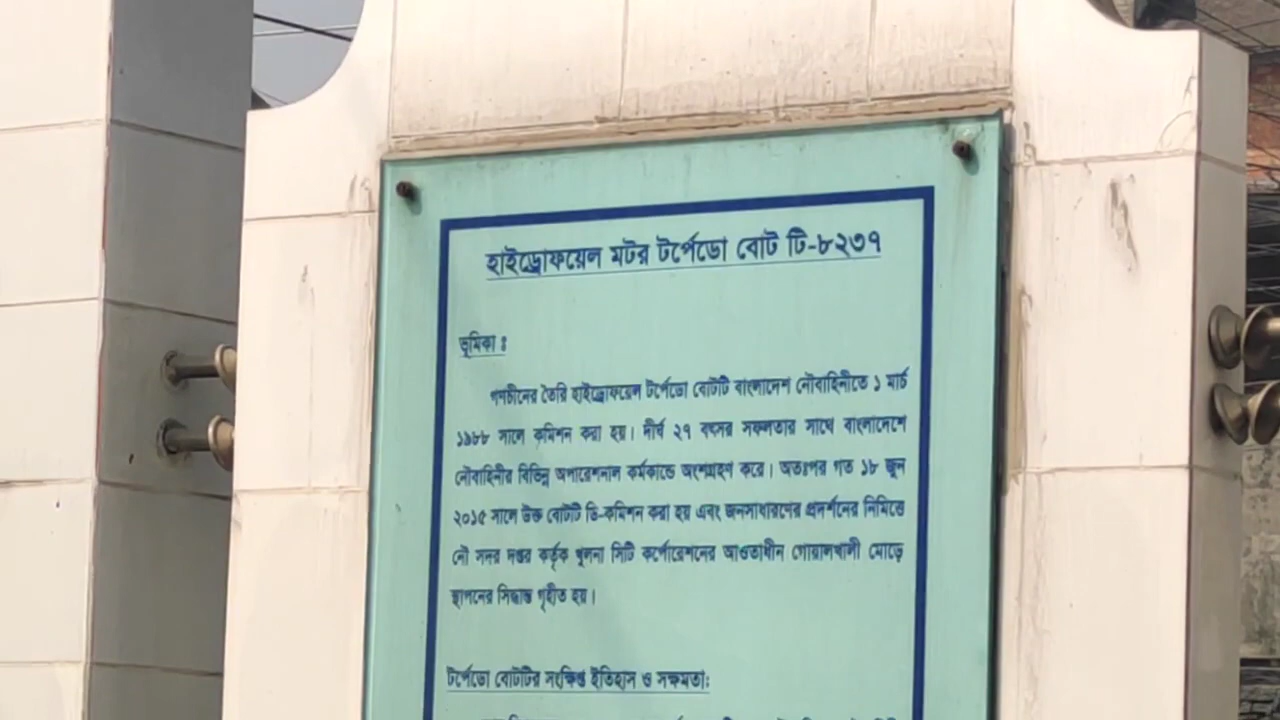 হাইড্রোফয়েল মটর টর্পেডো বোট টি-৮২৩৭
ভূমিকা ঃ
গণচীনের তৈরি হাইড্রোফয়েল টর্পেডো বোটটি বাংলাদেশ নৌবাহিনীতে ১ মার্চ
১৯৮৮ সালে কমিশন করা হয়। দীর্ঘ ২৭ বৎসর সফলতার সাথে বাংলাদেশে
নৌবাহিনীর বিভিন্ন অপারেশনাল কর্মকান্ডে অংশগ্রহণ করে। অতঃপর গত ১৮ জুন
২০১৫ সালে উক্ত বোটটি ডি-কমিশন করা হয় এবং জনসাধারণের প্রদর্শনের নিমিত্তে
নৌ সদর দপ্তর কর্তৃক খুলনা সিটি কর্পোরেশনের আওতাধীন গোয়ালখালী মোড়ে
স্থাপনের সিদ্ধান্ত গৃহীত হয়।
টর্পেডো বোটটির সংক্ষিপ্ত ইতিহাস ও সক্ষমতা: